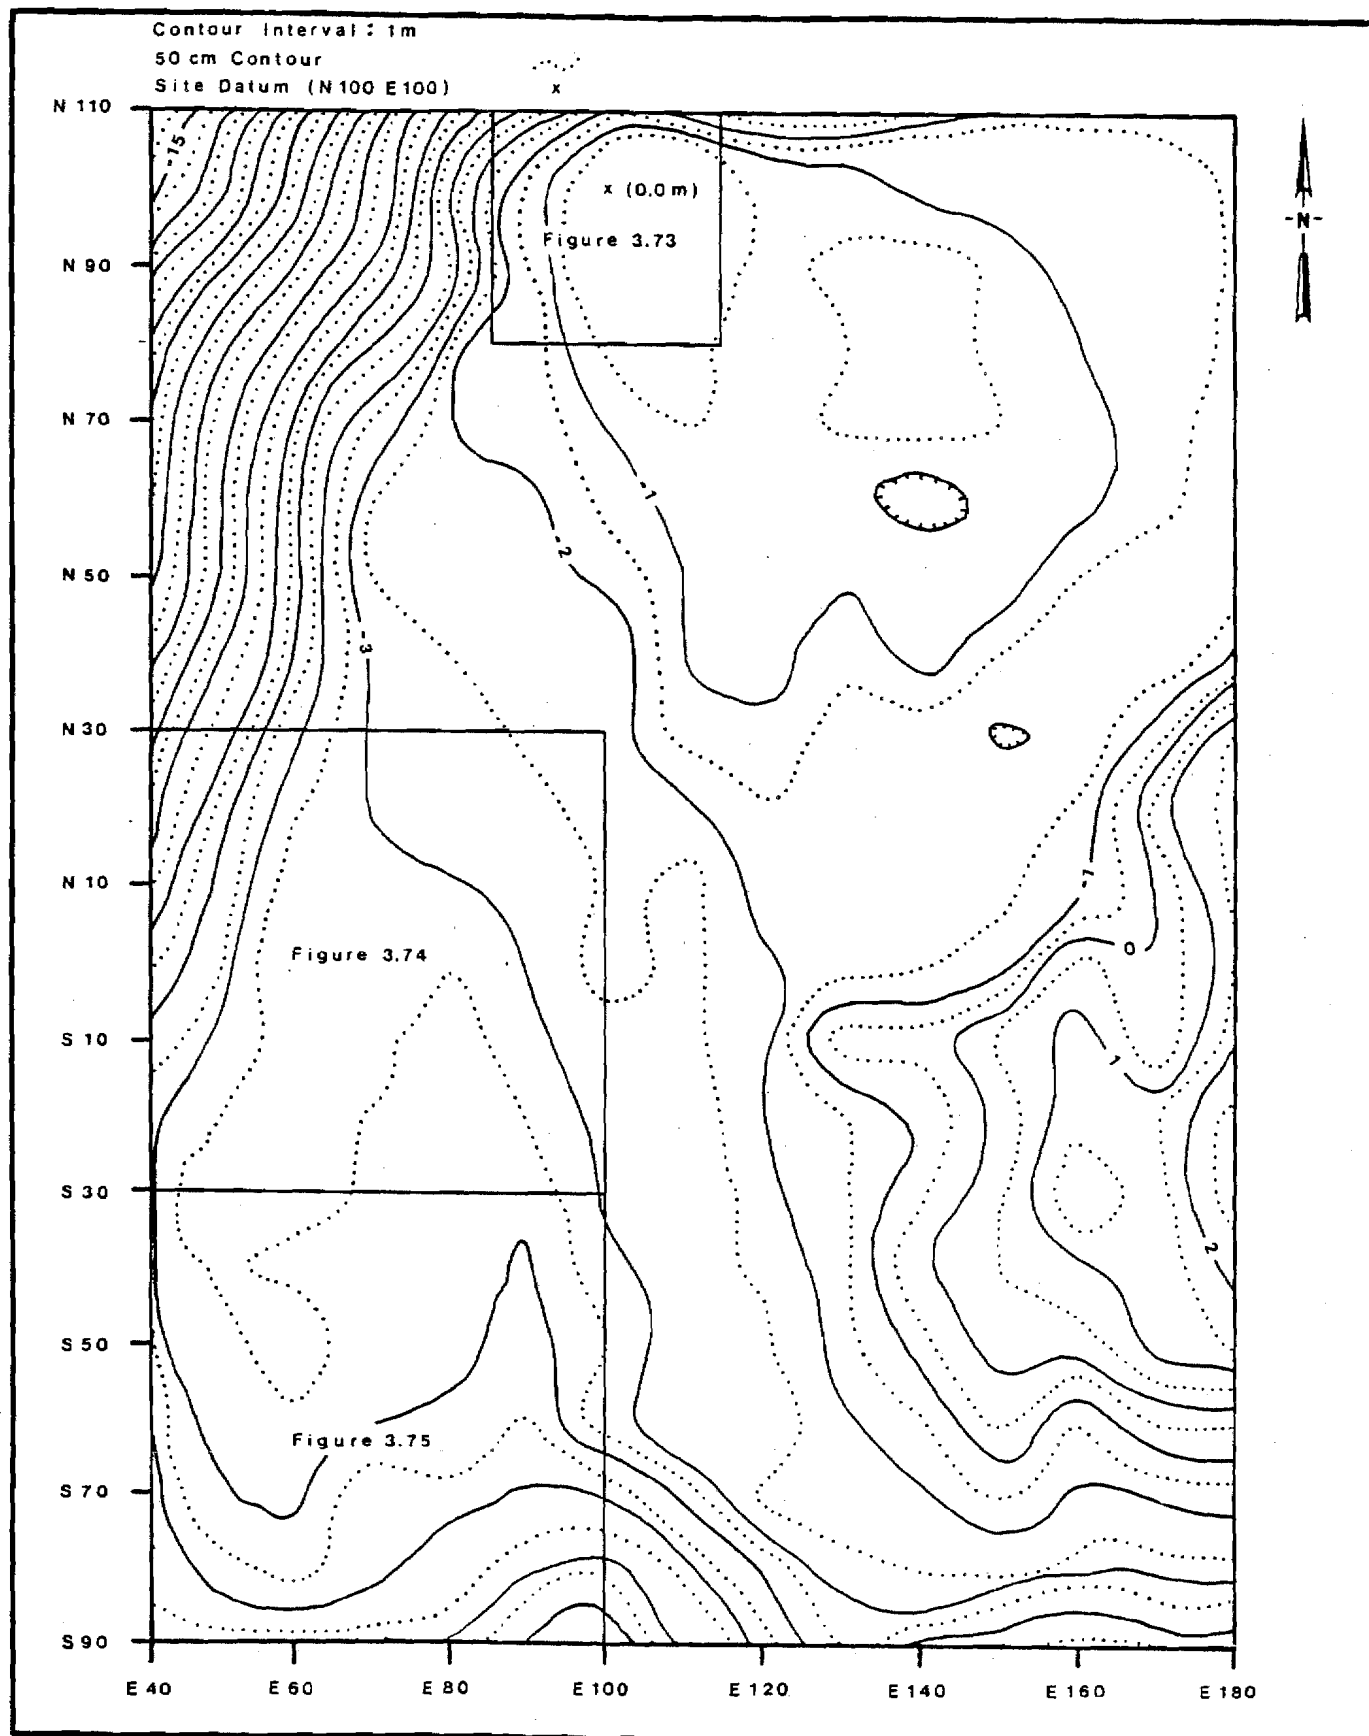 Contour Interval : 1m
50 cm Contour
Site Datum (N100 E100) x
N 110
-15
x (0.0 m)
-N-
Figure 3.73
N 90
N 70
-1
-2
N 50
-3
N 30
N 10
-1
0
Figure 3.74
S 10
1
S 30
2
S 50
Figure 3.75
S 70
S 90
E 40 E 60 E 80 E 100 E 120 E 140 E 160 E 180